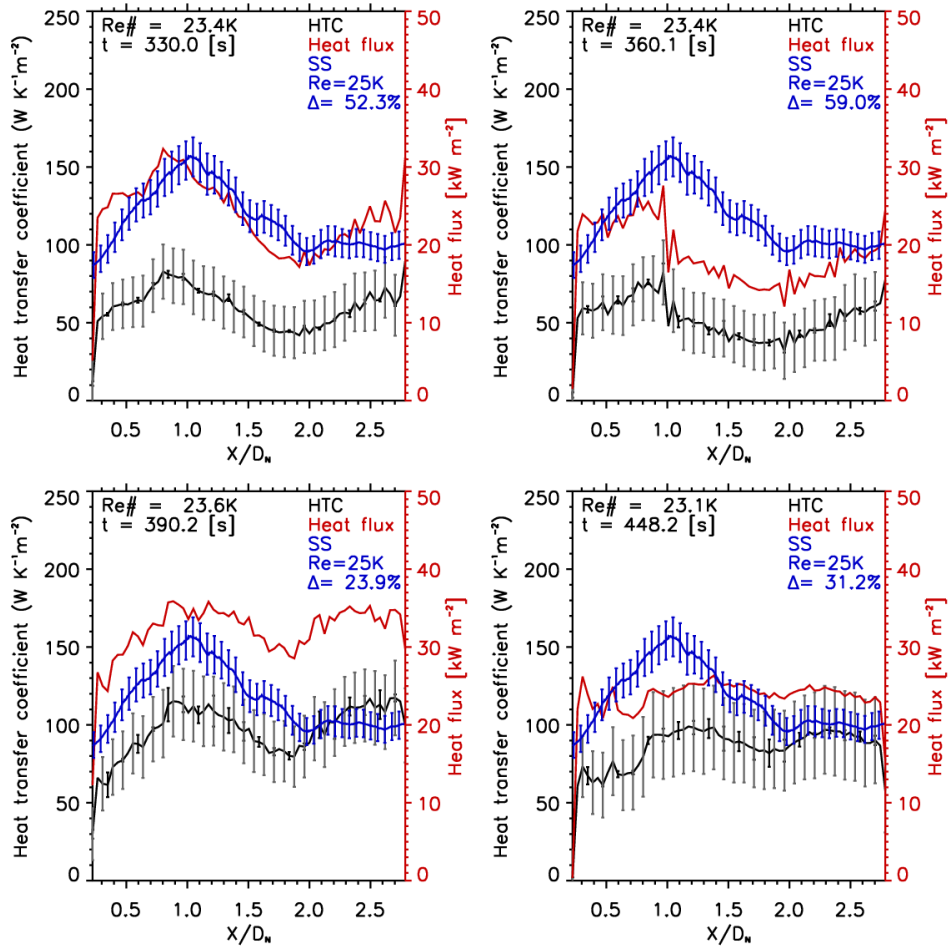 250
200
150
100
50
0
Heat transfer coefficient (W K⁻¹m⁻²)
Re# = 23.4K
t = 330.0 [s]
HTC
Heat flux
SS
Re=25K
Δ= 52.3%
50
40
30
20
10
0
Heat flux [kW m⁻²]
0.5 1.0 1.5 2.0 2.5
X/D_N
250
200
150
100
50
0
Heat transfer coefficient (W K⁻¹m⁻²)
Re# = 23.4K
t = 360.1 [s]
HTC
Heat flux
SS
Re=25K
Δ= 59.0%
50
40
30
20
10
0
Heat flux [kW m⁻²]
0.5 1.0 1.5 2.0 2.5
X/D_N
250
200
150
100
50
0
Heat transfer coefficient (W K⁻¹m⁻²)
Re# = 23.6K
t = 390.2 [s]
HTC
Heat flux
SS
Re=25K
Δ= 23.9%
50
40
30
20
10
0
Heat flux [kW m⁻²]
0.5 1.0 1.5 2.0 2.5
X/D_N
250
200
150
100
50
0
Heat transfer coefficient (W K⁻¹m⁻²)
Re# = 23.1K
t = 448.2 [s]
HTC
Heat flux
SS
Re=25K
Δ= 31.2%
50
40
30
20
10
0
Heat flux [kW m⁻²]
0.5 1.0 1.5 2.0 2.5
X/D_N